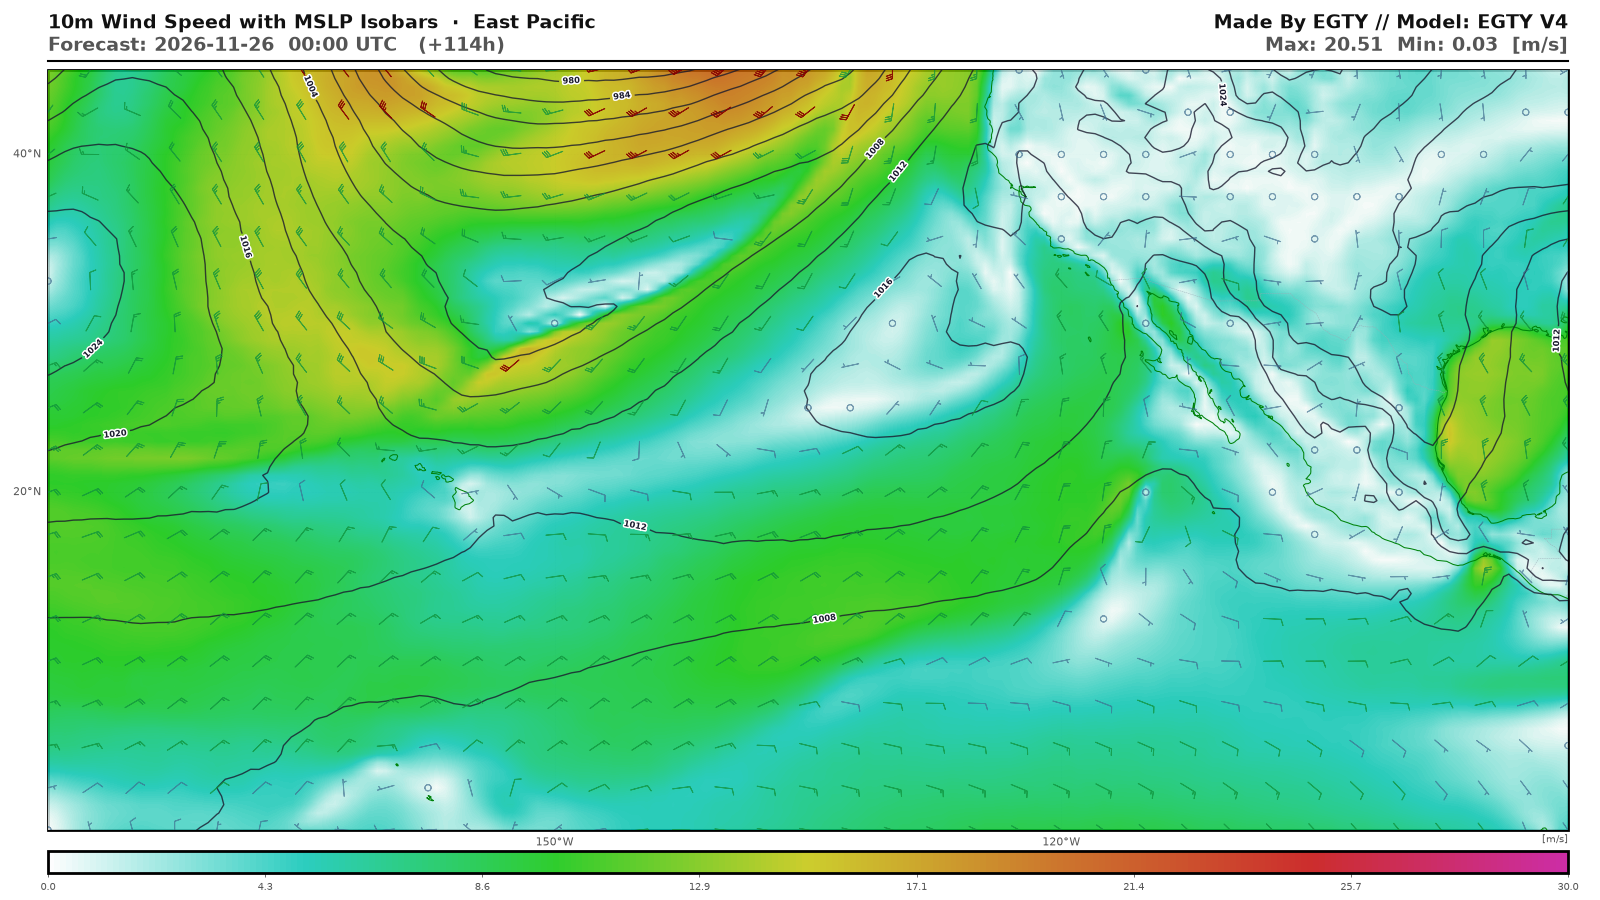 10m Wind Speed with MSLP Isobars · East Pacific
Made By EGTY // Model: EGTY V4
Forecast: 2026-11-26 00:00 UTC (+114h)
Max: 20.51 Min: 0.03 [m/s]
980
984
1004
1024
1008
1012
40°N
1016
1016
1024
1012
1020
20°N
1012
1008
150°W
120°W
[m/s]
0.0
4.3
8.6
12.9
17.1
21.4
25.7
30.0